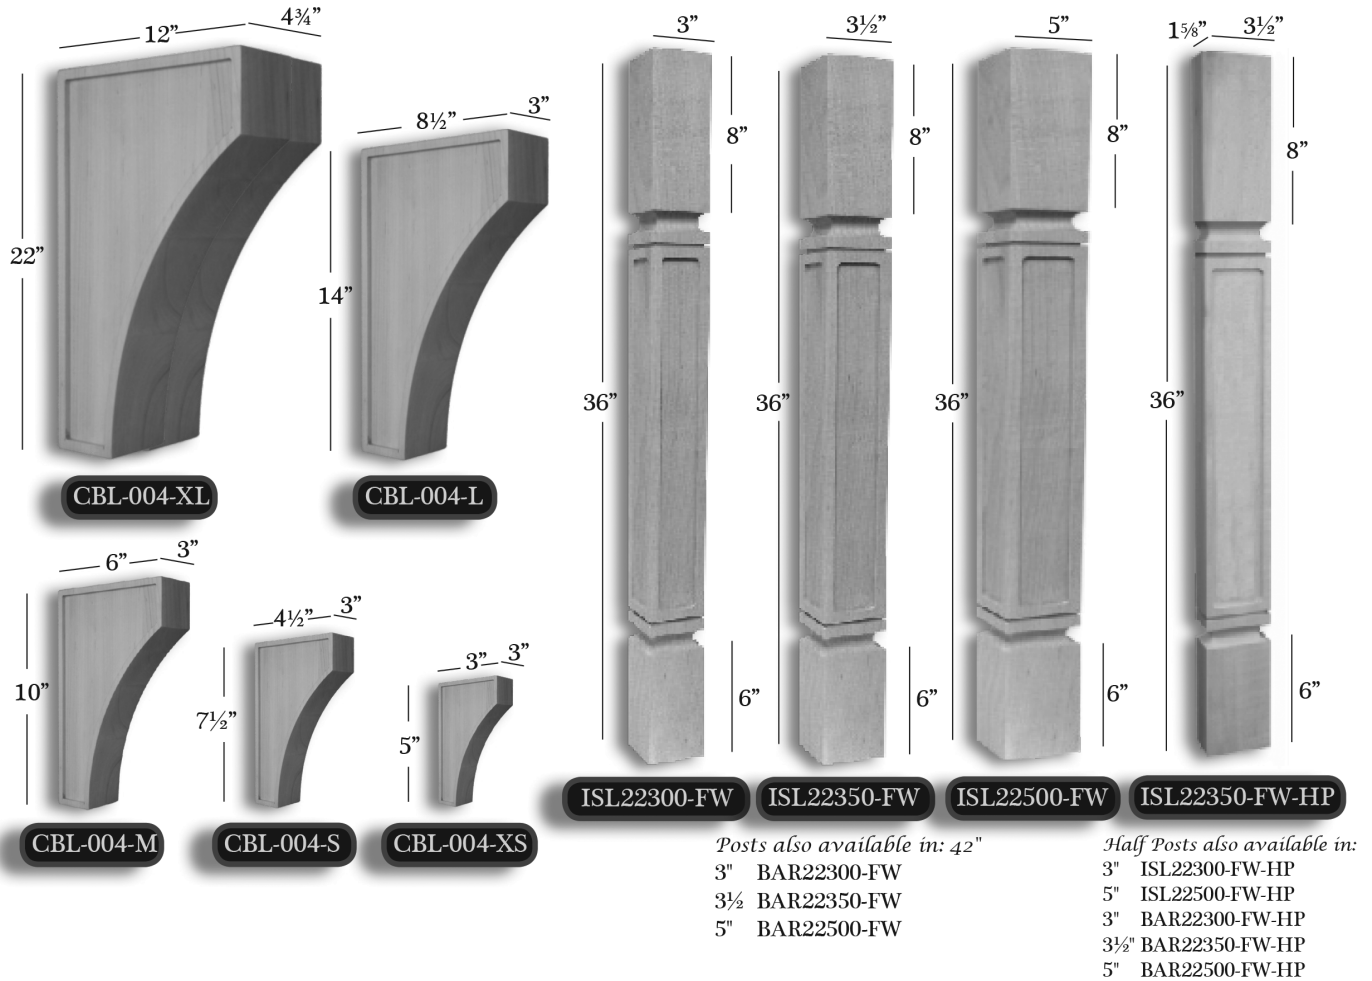 12” 4¾”
22”
CBL-004-XL
8½” 3”
14”
CBL-004-L
6” 3”
10”
CBL-004-M
4½” 3”
7½”
CBL-004-S
3” 3”
5”
CBL-004-XS
3”
8”
36”
6”
ISL22300-FW
3½”
8”
36”
6”
ISL22350-FW
5”
8”
36”
6”
ISL22500-FW
1⅝” 3½”
8”
36”
6”
ISL22350-FW-HP
Posts also available in: 42"
3" BAR22300-FW
3½ BAR22350-FW
5" BAR22500-FW
Half Posts also available in:
3" ISL22300-FW-HP
5" ISL22500-FW-HP
3" BAR22300-FW-HP
3½" BAR22350-FW-HP
5" BAR22500-FW-HP